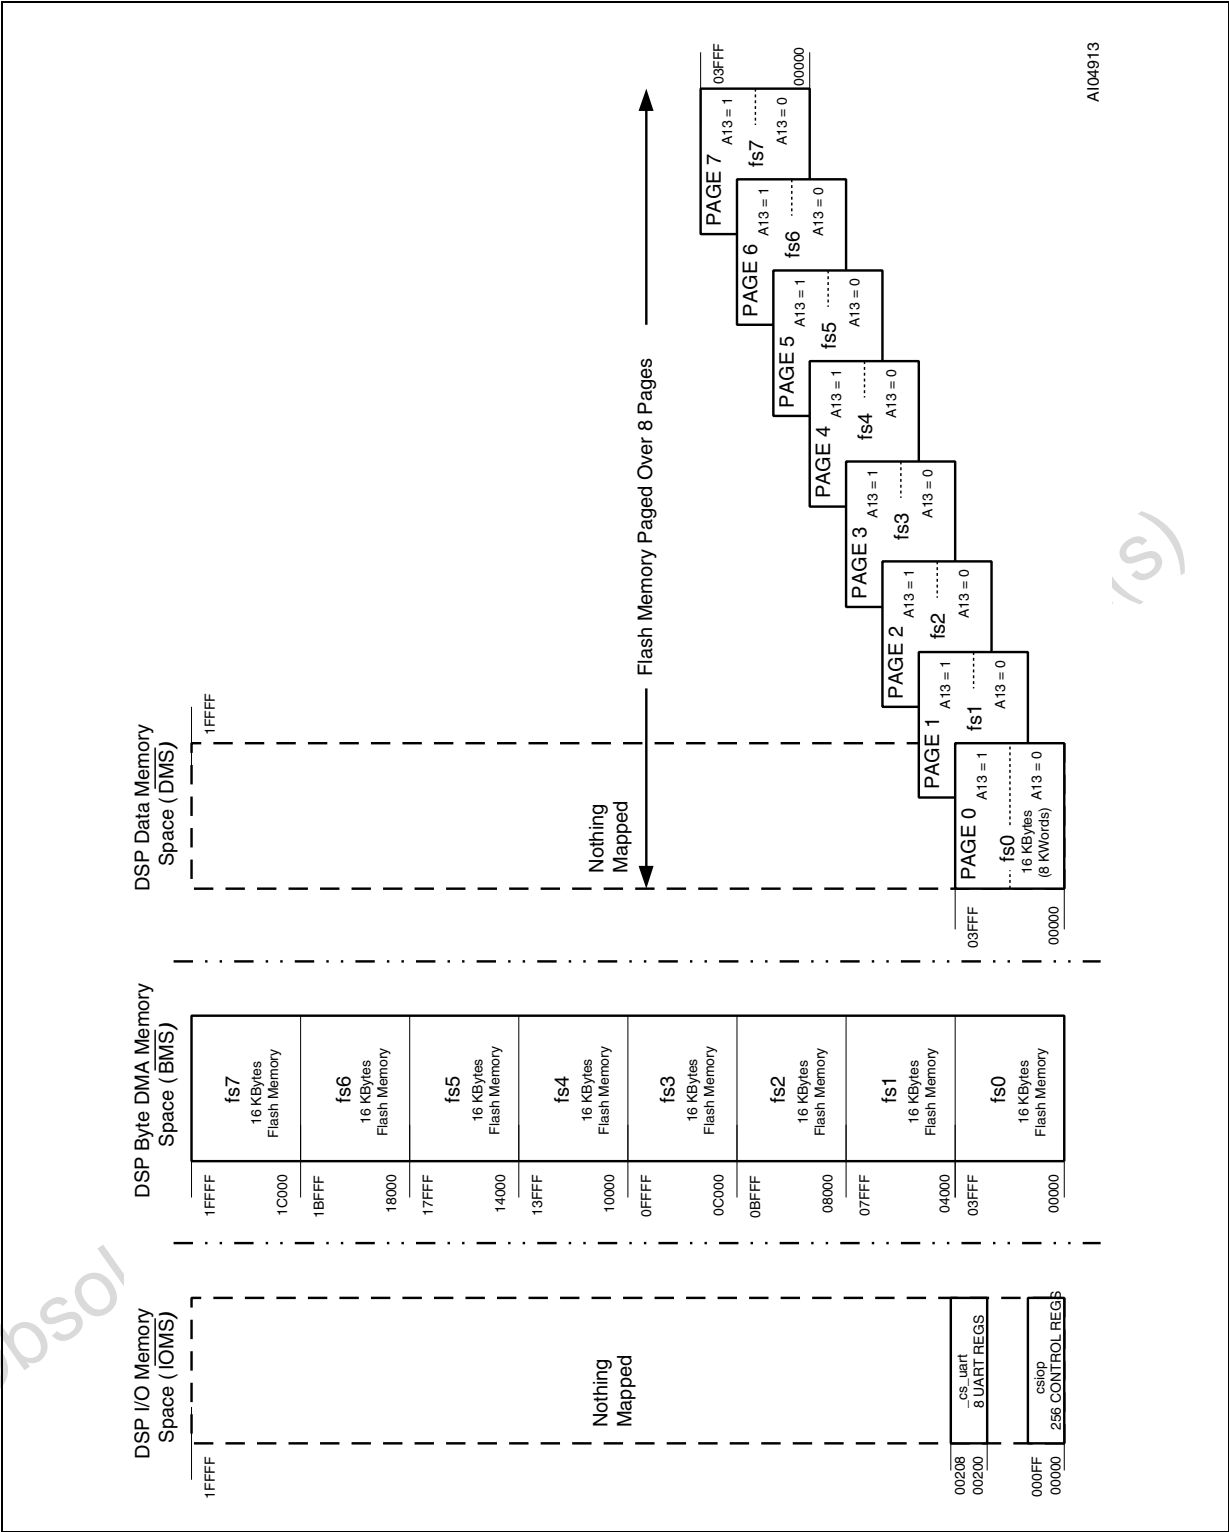 DSP I/O Memory
Space ( IOMS)
1FFFF
Nothing
Mapped
00208
00200
_cs_uart
8 UART REGS
000FF
00000
csiop
256 CONTROL REGS
DSP Byte DMA Memory
Space ( BMS)
1FFFF
fs7
16 KBytes
Flash Memory
1C000
1BFFF
fs6
16 KBytes
Flash Memory
18000
17FFF
fs5
16 KBytes
Flash Memory
14000
13FFF
fs4
16 KBytes
Flash Memory
10000
0FFFF
fs3
16 KBytes
Flash Memory
0C000
0BFFF
fs2
16 KBytes
Flash Memory
08000
07FFF
fs1
16 KBytes
Flash Memory
04000
03FFF
fs0
16 KBytes
Flash Memory
00000
DSP Data Memory
Space ( DMS)
1FFFF
Nothing
Mapped
Flash Memory Paged Over 8 Pages
03FFF
00000
PAGE 0
A13 = 1
fs0
16 KBytes
(8 KWords)
A13 = 0
PAGE 1
A13 = 1
fs1
A13 = 0
PAGE 2
A13 = 1
fs2
A13 = 0
PAGE 3
A13 = 1
fs3
A13 = 0
PAGE 4
A13 = 1
fs4
A13 = 0
PAGE 5
A13 = 1
fs5
A13 = 0
PAGE 6
A13 = 1
fs6
A13 = 0
PAGE 7
A13 = 1
fs7
A13 = 0
03FFF
00000
AI04913
(s)